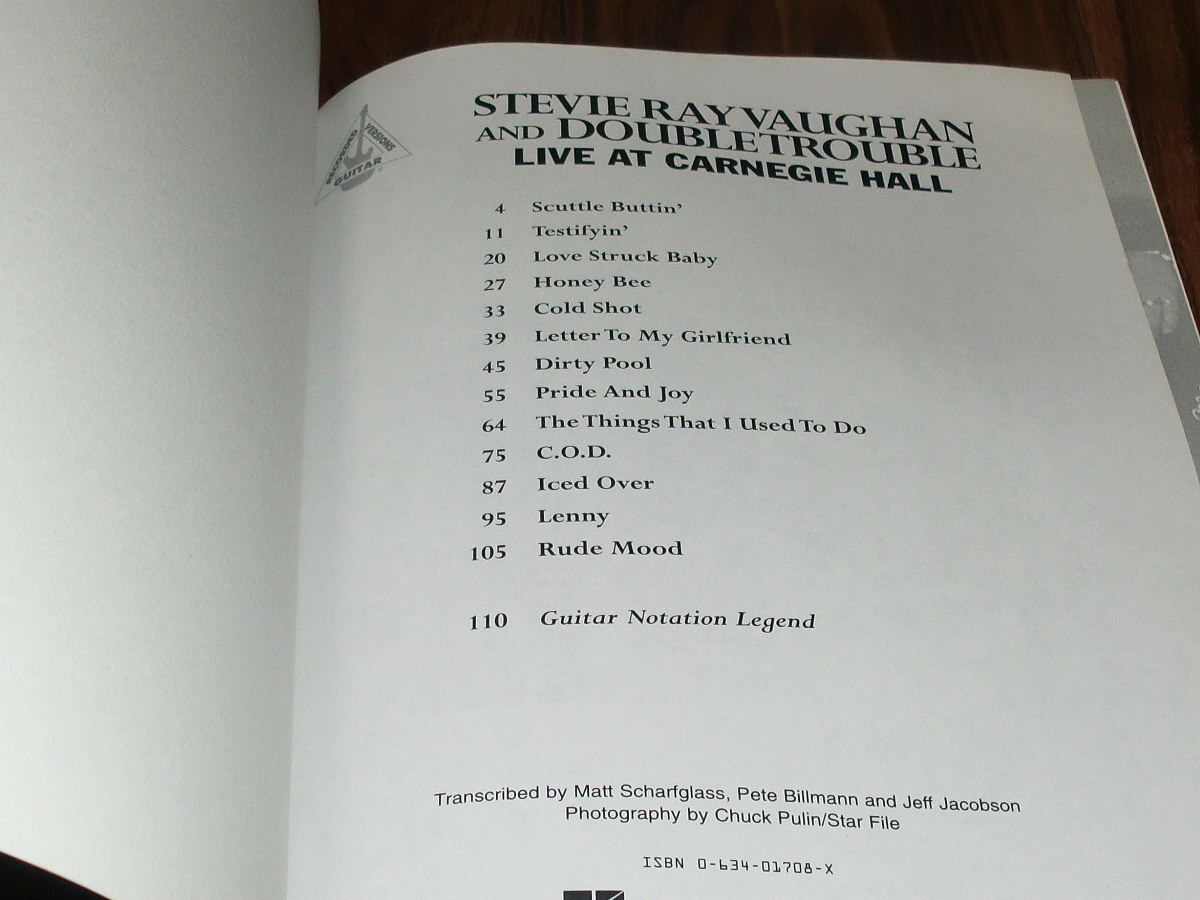 RECORDED VERSIONS GUITAR
STEVIE RAY VAUGHAN
AND DOUBLE TROUBLE
LIVE AT CARNEGIE HALL
4 Scuttle Buttin'
11 Testifyin'
20 Love Struck Baby
27 Honey Bee
33 Cold Shot
39 Letter To My Girlfriend
45 Dirty Pool
55 Pride And Joy
64 The Things That I Used To Do
75 C.O.D.
87 Iced Over
95 Lenny
105 Rude Mood
110 Guitar Notation Legend
Transcribed by Matt Scharfglass, Pete Billmann and Jeff Jacobson
Photography by Chuck Pulin/Star File
ISBN 0-634-01708-X